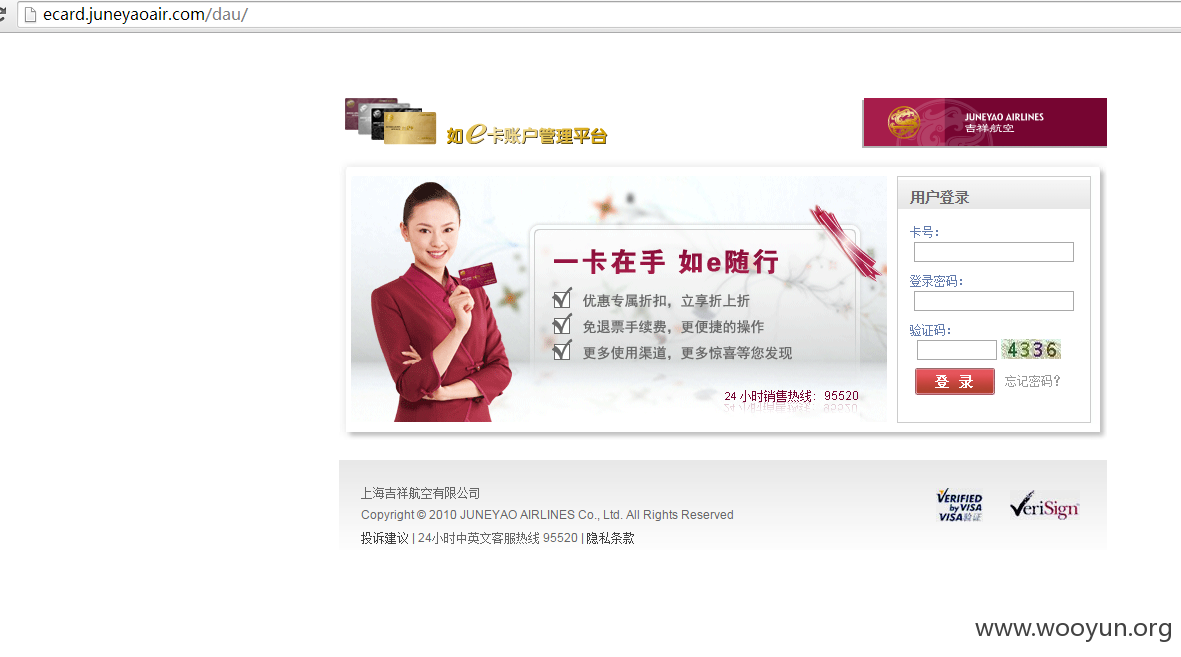 ecard.juneyaoair.com/dau/
如e卡账户管理平台
JUNEYAO AIRLINES
吉祥航空
一卡在手 如e随行
优惠专属折扣，立享折上折
免退票手续费，更便捷的操作
更多使用渠道，更多惊喜等您发现
24 小时销售热线：95520
用户登录
卡号：
登录密码：
验证码：
4336
登 录 忘记密码？
上海吉祥航空有限公司
Copyright © 2010 JUNEYAO AIRLINES Co., Ltd. All Rights Reserved
投诉建议 | 24小时中英文客服热线 95520 | 隐私条款
VERIFIED
by VISA
VISA验证
VeriSign
www.wooyun.org